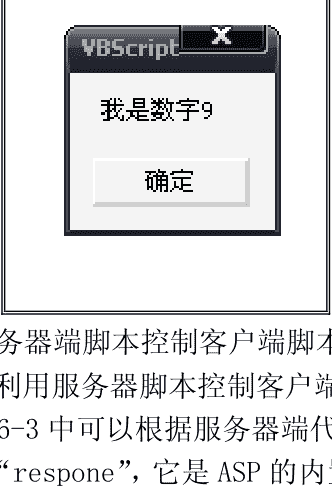 VBScript
我是数字9
确定
务器端脚本控制客户端脚本
利用服务器脚本控制客户端
6-3 中可以根据服务器端代
“respone”,它是 ASP 的内置